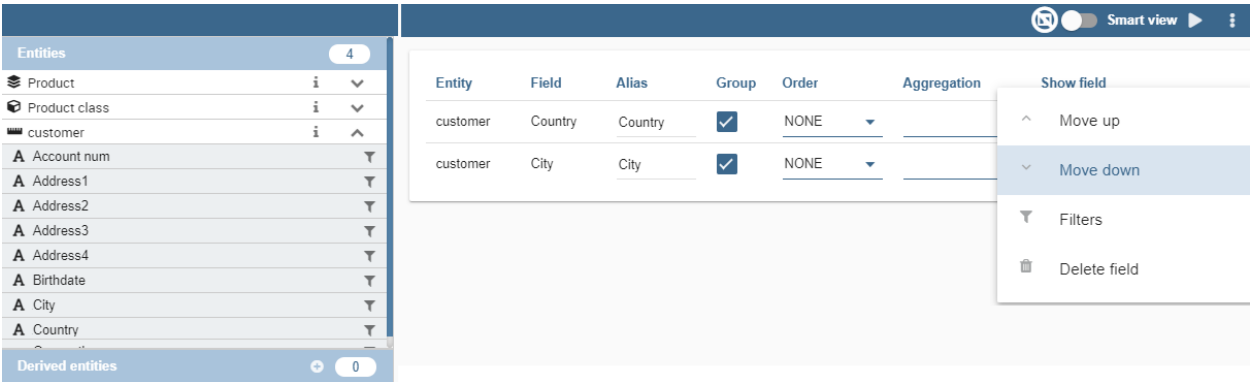 Smart view
Entities 4
Product
Product class
customer
A Account num
A Address1
A Address2
A Address3
A Address4
A Birthdate
A City
A Country
Derived entities 0
Entity Field Alias Group Order Aggregation Show field
customer Country Country NONE
customer City City NONE
Move up
Move down
Filters
Delete field